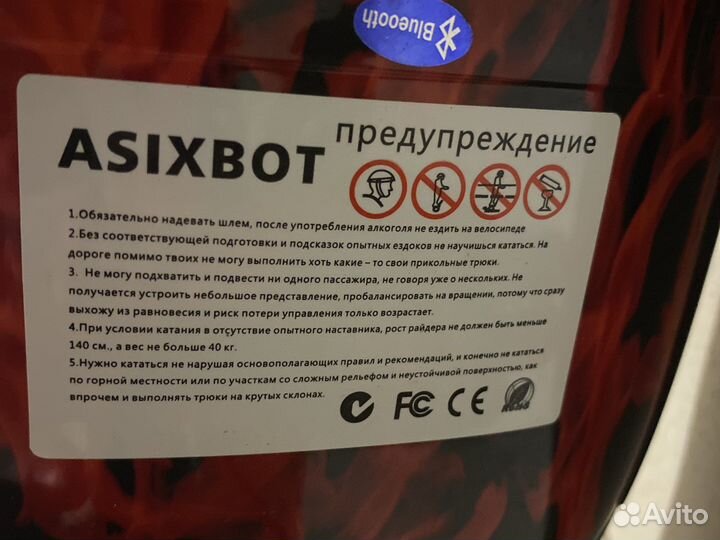 Bluetooth
ASIXBOT
предупреждение
1.Обязательно надевать шлем, после употребления алкоголя не ездить на велосипеде
2.Без соответствующей подготовки и подсказок опытных ездоков не научишься кататься. На
дороге помимо твоих не могу выполнить хоть какие – то свои прикольные трюки.
3. Не могу подхватить и подвести ни одного пассажира, не говоря уже о нескольких. Не
получается устроить небольшое представление, пробалансировать на вращении, потому что сразу
выхожу из равновесия и риск потери управления только возрастает.
4.При условии катания в отсутствие опытного наставника, рост райдера не должен быть меньше
140 см., а вес не больше 40 кг.
5.Нужно кататься не нарушая основополагающих правил и рекомендаций, и конечно не кататься
по горной местности или по участкам со сложным рельефом и неустойчивой поверхностью, как
впрочем и выполнять трюки на крутых склонах.
FC CE RoHS
Avito